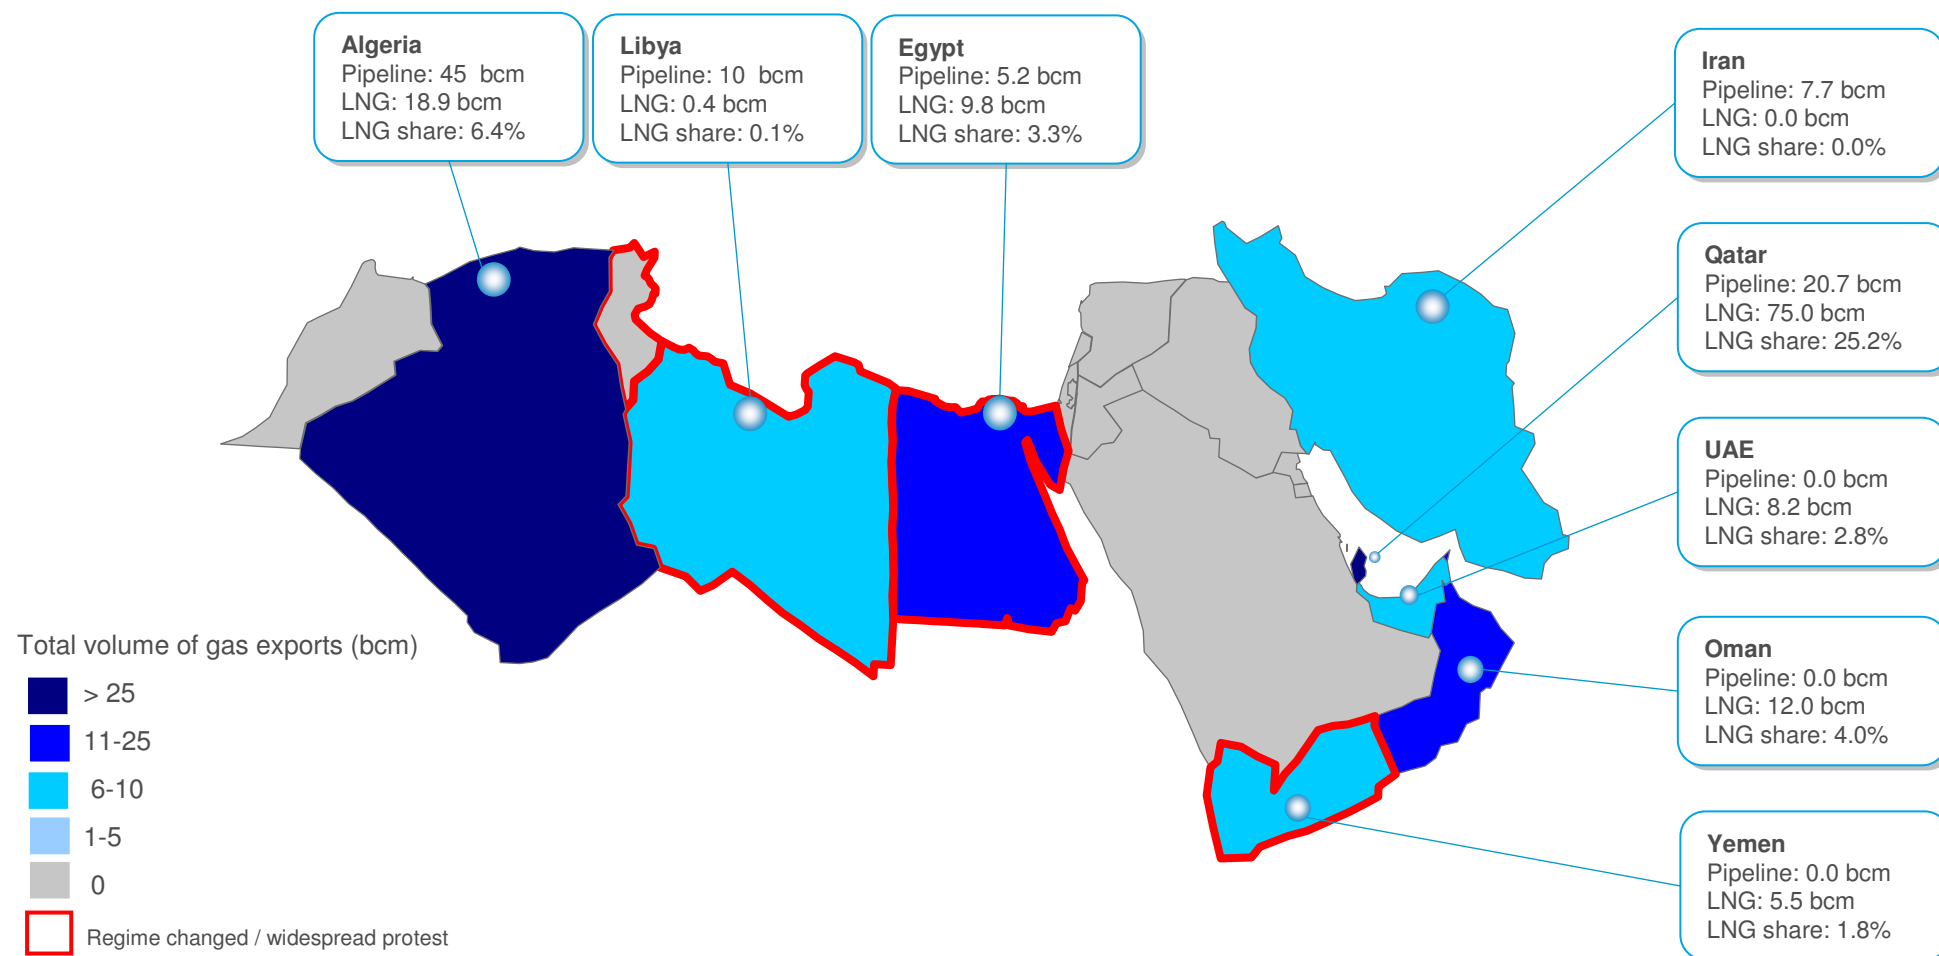 Algeria
Pipeline: 45 bcm
LNG: 18.9 bcm
LNG share: 6.4%
Libya
Pipeline: 10 bcm
LNG: 0.4 bcm
LNG share: 0.1%
Egypt
Pipeline: 5.2 bcm
LNG: 9.8 bcm
LNG share: 3.3%
Iran
Pipeline: 7.7 bcm
LNG: 0.0 bcm
LNG share: 0.0%
Qatar
Pipeline: 20.7 bcm
LNG: 75.0 bcm
LNG share: 25.2%
UAE
Pipeline: 0.0 bcm
LNG: 8.2 bcm
LNG share: 2.8%
Oman
Pipeline: 0.0 bcm
LNG: 12.0 bcm
LNG share: 4.0%
Yemen
Pipeline: 0.0 bcm
LNG: 5.5 bcm
LNG share: 1.8%
Total volume of gas exports (bcm)
> 25
11-25
6-10
1-5
0
Regime changed / widespread protest